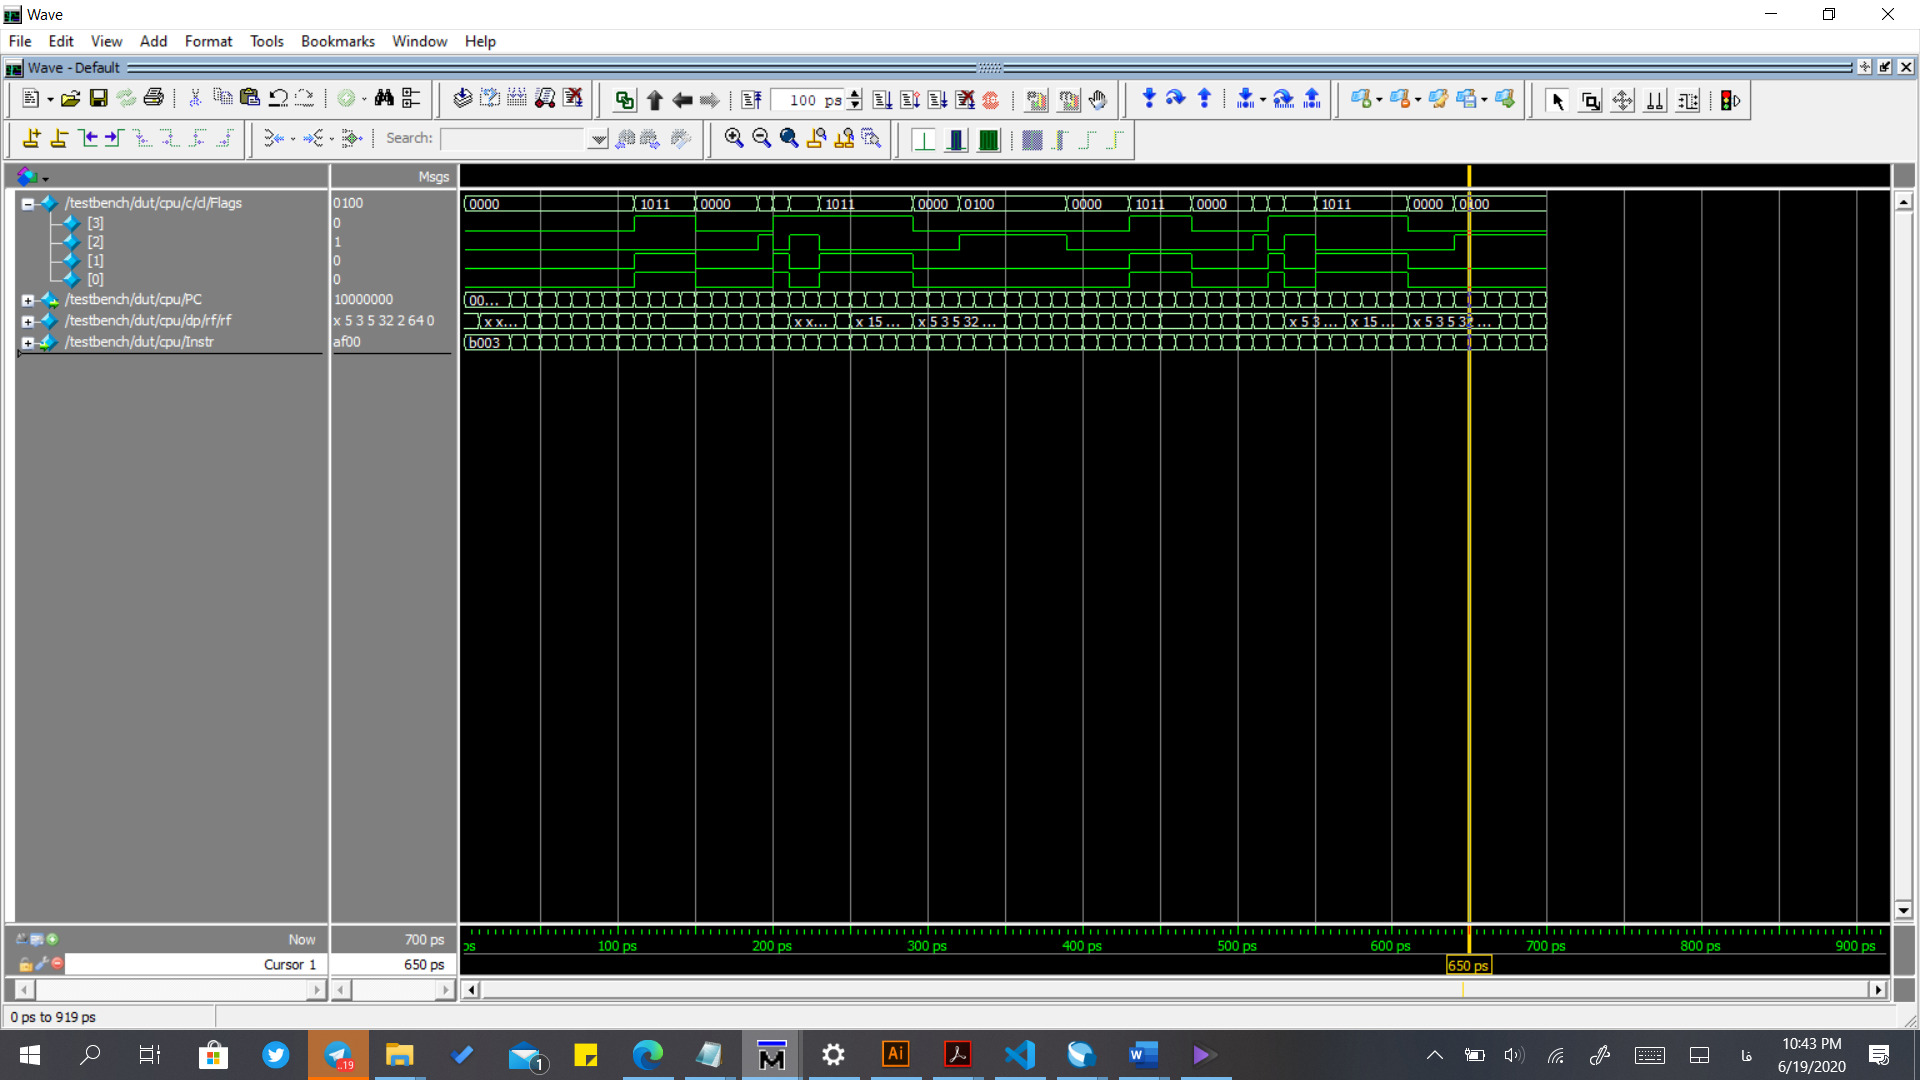 Wave
File Edit View Add Format Tools Bookmarks Window Help
Wave - Default
100 ps
Search:
Msgs
/testbench/dut/cpu/c/cl/Flags 0100 0000 1011 0000 1011 0000 0100 0000 1011 0000 1011 0000 0100
[3] 0
[2] 1
[1] 0
[0] 0
/testbench/dut/cpu/PC 10000000 00...
/testbench/dut/cpu/dp/rf/rf x 5 3 5 32 2 64 0 x x... x x... x 15 ... x 5 3 5 32 ... x 5 3 ... x 15 ... x 5 3 5 32 ...
/testbench/dut/cpu/Instr af00 b003
Now 700 ps ps 100 ps 200 ps 300 ps 400 ps 500 ps 600 ps 700 ps 800 ps 900 ps
Cursor 1 650 ps 650 ps
0 ps to 919 ps
19
1
M
Ai
W
فا
10:43 PM
6/19/2020